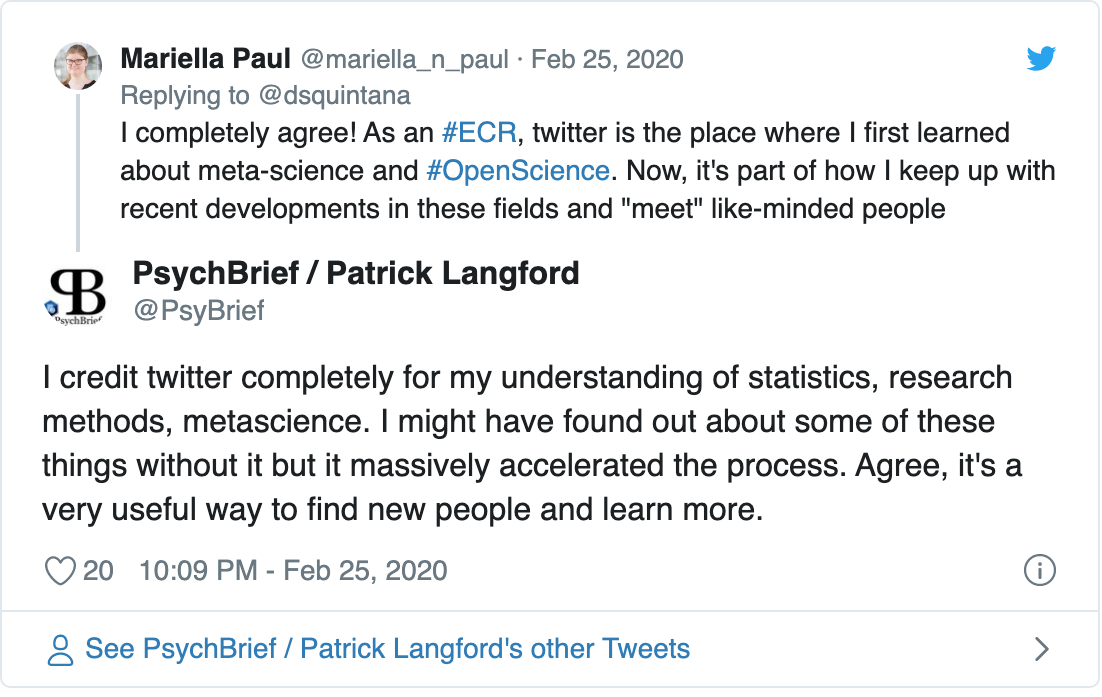 Mariella Paul @mariella_n_paul · Feb 25, 2020
Replying to @dsquintana
I completely agree! As an #ECR, twitter is the place where I first learned
about meta-science and #OpenScience. Now, it's part of how I keep up with
recent developments in these fields and "meet" like-minded people
PB
PsychBrief
PsychBrief / Patrick Langford
@PsyBrief
I credit twitter completely for my understanding of statistics, research
methods, metascience. I might have found out about some of these
things without it but it massively accelerated the process. Agree, it's a
very useful way to find new people and learn more.
20 10:09 PM - Feb 25, 2020
See PsychBrief / Patrick Langford's other Tweets